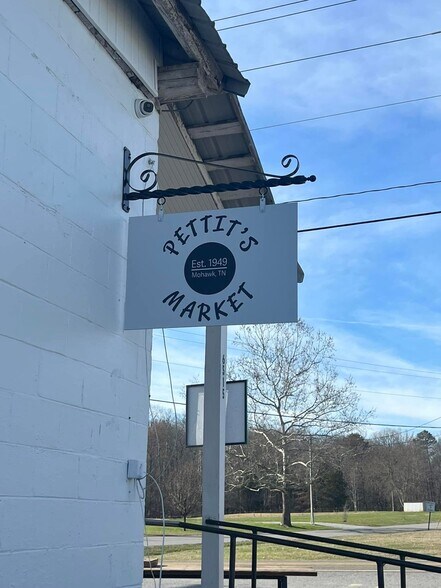 PETTIT'S
Est. 1949
Mohawk, TN
MARKET